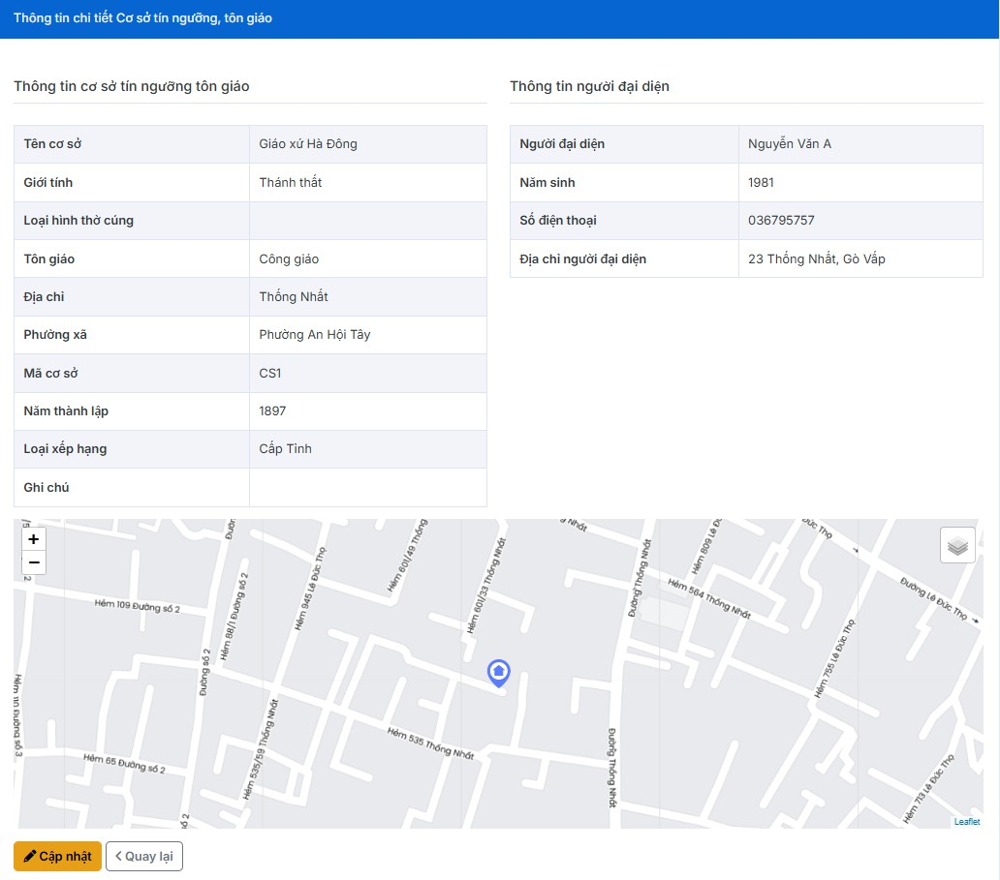 Thông tin chi tiết Cơ sở tín ngưỡng, tôn giáo
Thông tin cơ sở tín ngưỡng tôn giáo
Tên cơ sở Giáo xứ Hà Đông
Giới tính Thánh thất
Loại hình thờ cúng
Tôn giáo Công giáo
Địa chỉ Thống Nhất
Phường xã Phường An Hội Tây
Mã cơ sở CS1
Năm thành lập 1897
Loại xếp hạng Cấp Tỉnh
Ghi chú
Thông tin người đại diện
Người đại diện Nguyễn Văn A
Năm sinh 1981
Số điện thoại 036795757
Địa chỉ người đại diện 23 Thống Nhất, Gò Vấp
+
−
Hẻm 109 Đường số 2
Hẻm 88/1 Đường số 2
Đường số 2
Hẻm 945 Lê Đức Thọ
Hẻm 601/49 Thống
Hẻm 601/33 Thống Nhất
Đường Thống Nhất
Hẻm 809 Lê Đ
Hẻm 564 Thống Nhất
Đức Thọ
Đường Lê Đức Thọ
Hẻm 755 Lê Đức Thọ
Hẻm 65 Đường số 2
Hẻm 535/59 Thống Nhất
Hẻm 535 Thống Nhất
Đường Thống Nhất
Hẻm 713 Lê Đức Thọ
Leaflet
Cập nhật
Quay lại